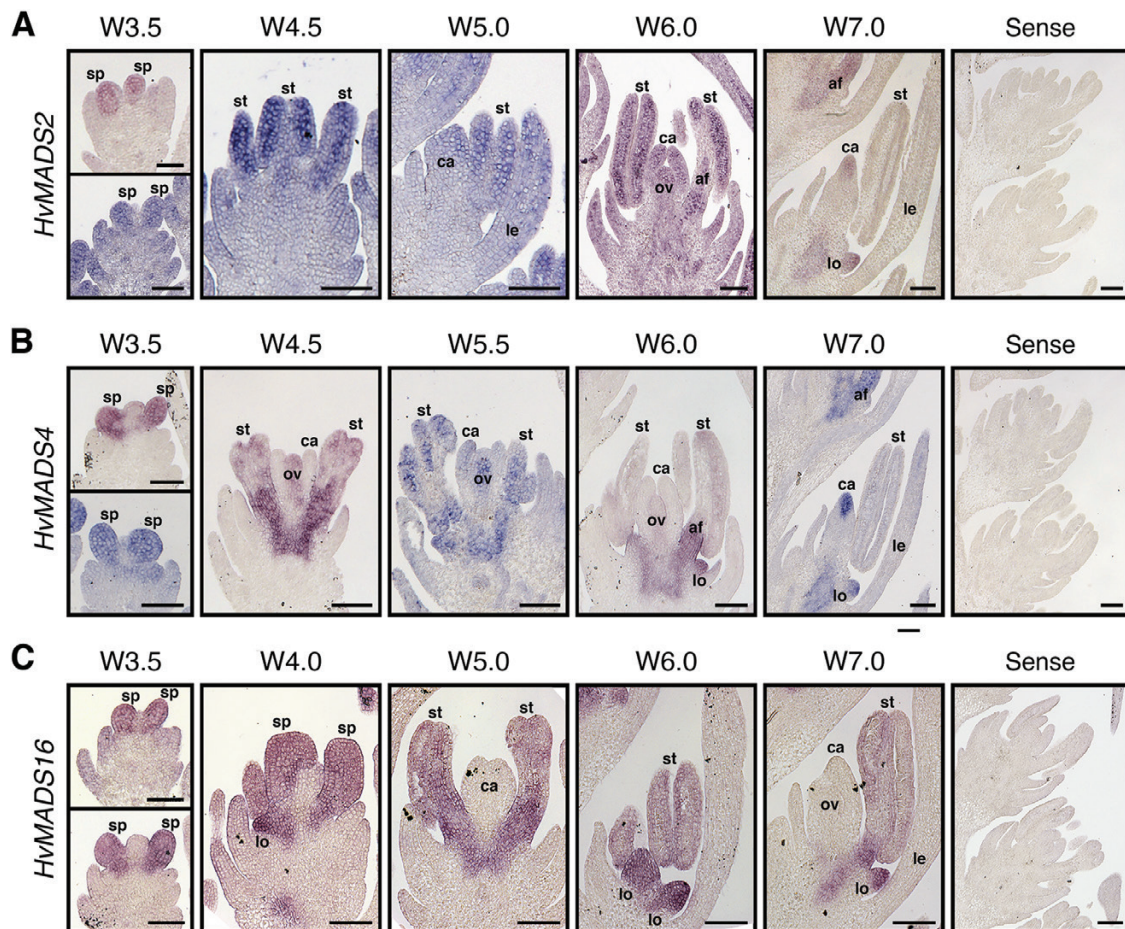 A W3.5 W4.5 W5.0 W6.0 W7.0 Sense
HvMADS2
sp sp
sp sp
st st st
ca st le
st st ca ov af
af st ca le lo
B W3.5 W4.5 W5.5 W6.0 W7.0 Sense
HvMADS4
sp sp
sp sp
st ca st ov
st ca st ov
st st ca ov af lo
af st ca le lo
C W3.5 W4.0 W5.0 W6.0 W7.0 Sense
HvMADS16
sp sp
sp sp
sp sp lo
st st ca
st lo lo
st ca ov le lo